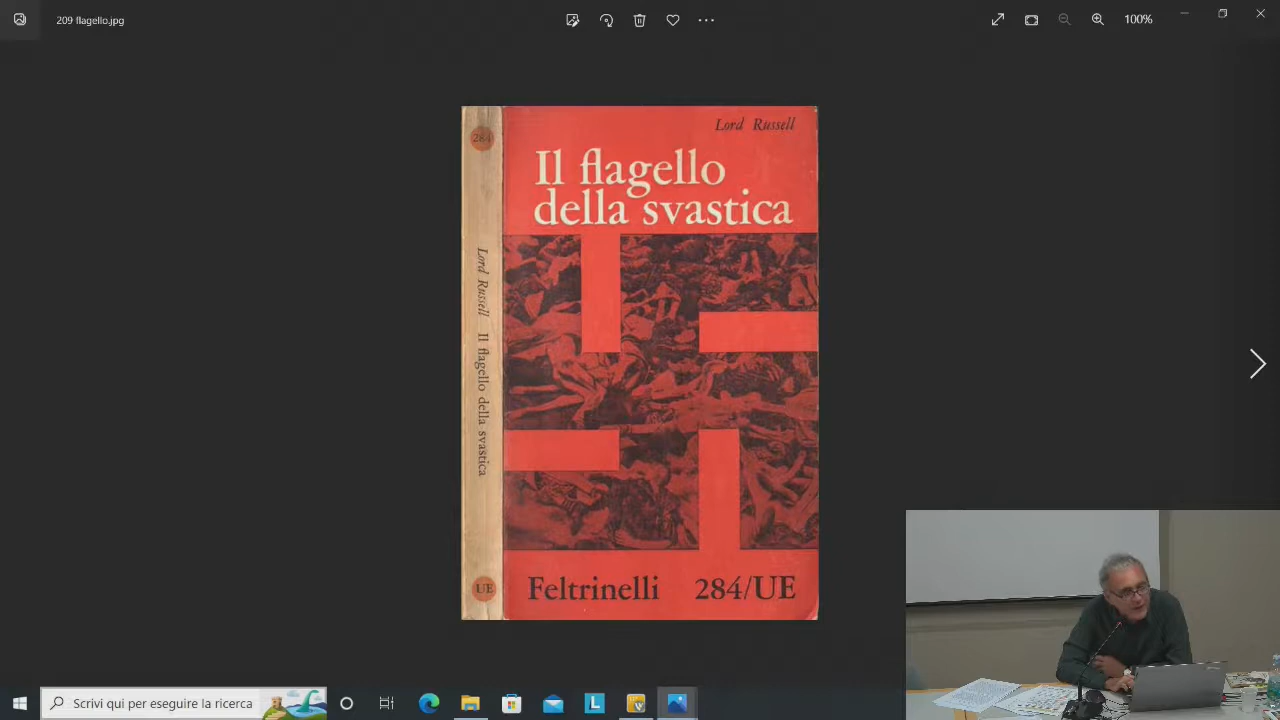 209 flagello.jpg
100%
284
Lord Russell Il flagello della svastica
UE
Lord Russell
Il flagello
della svastica
Feltrinelli 284/UE
Scrivi qui per eseguire la ricerca
L